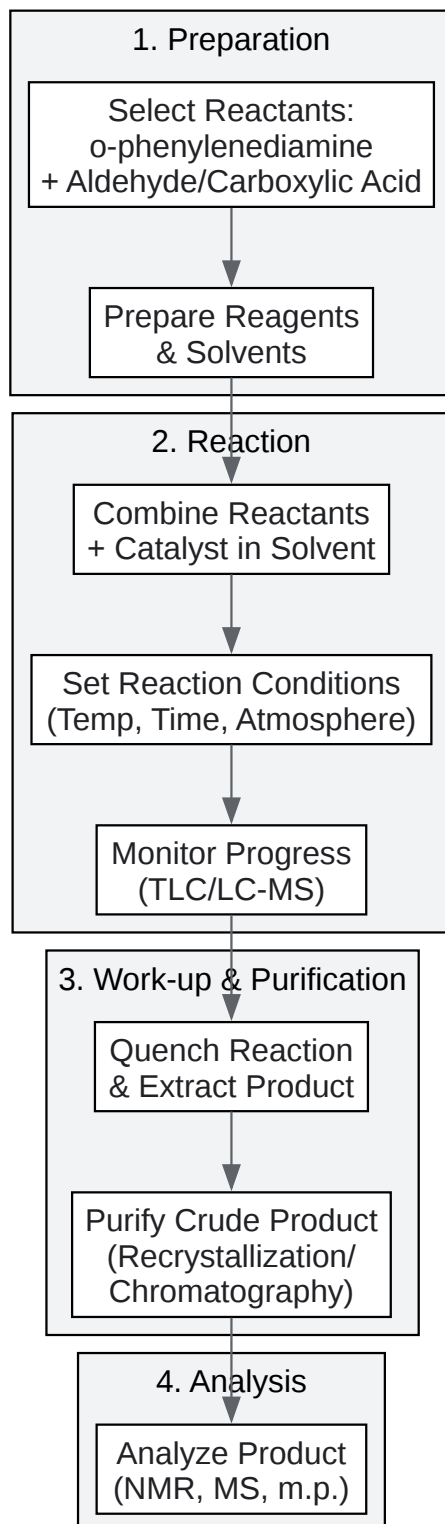 1. Preparation
Select Reactants:
o-phenylenediamine
+ Aldehyde/Carboxylic Acid
Prepare Reagents
& Solvents
2. Reaction
Combine Reactants
+ Catalyst in Solvent
Set Reaction Conditions
(Temp, Time, Atmosphere)
Monitor Progress
(TLC/LC-MS)
3. Work-up & Purification
Quench Reaction
& Extract Product
Purify Crude Product
(Recrystallization/
Chromatography)
4. Analysis
Analyze Product
(NMR, MS, m.p.)